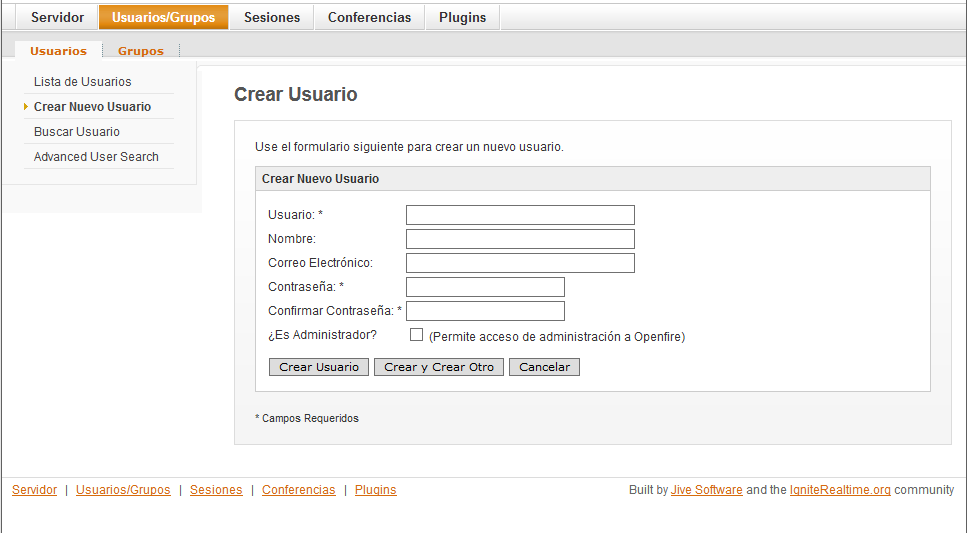 Servidor Usuarios/Grupos Sesiones Conferencias Plugins
Usuarios Grupos
Lista de Usuarios
Crear Nuevo Usuario
Buscar Usuario
Advanced User Search
Crear Usuario
Use el formulario siguiente para crear un nuevo usuario.
Crear Nuevo Usuario
Usuario: *
Nombre:
Correo Electrónico:
Contraseña: *
Confirmar Contraseña: *
¿Es Administrador? (Permite acceso de administración a Openfire)
Crear Usuario Crear y Crear Otro Cancelar
* Campos Requeridos
Servidor | Usuarios/Grupos | Sesiones | Conferencias | Plugins Built by Jive Software and the IgniteRealtime.org community